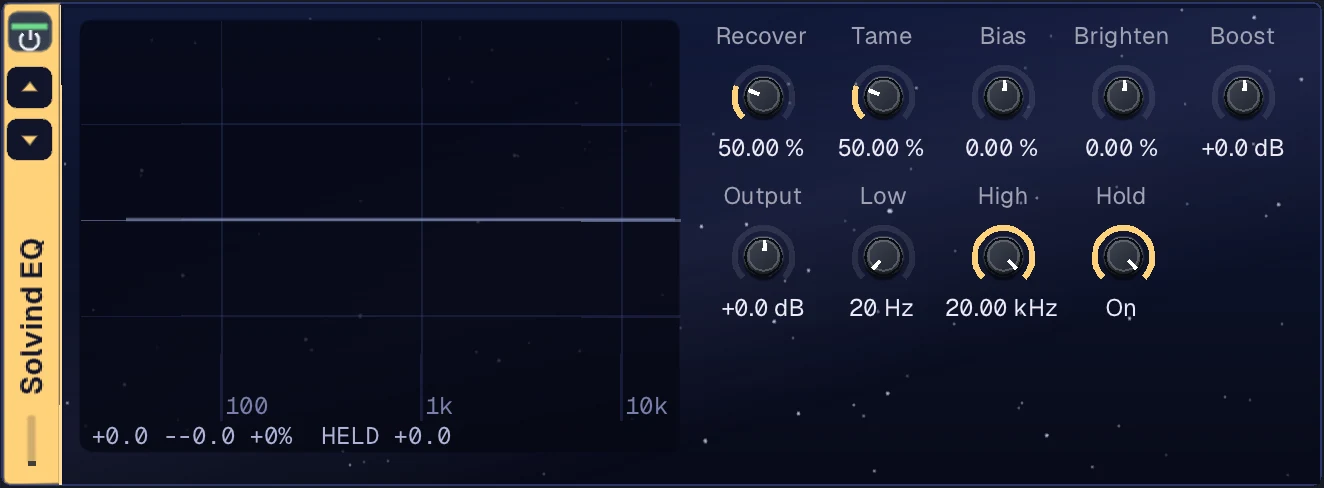 Solvind EQ
Recover Tame Bias Brighten Boost
50.00 % 50.00 % 0.00 % 0.00 % +0.0 dB
Output Low High Hold
+0.0 dB 20 Hz 20.00 kHz On
100 1k 10k
+0.0 --0.0 +0% HELD +0.0